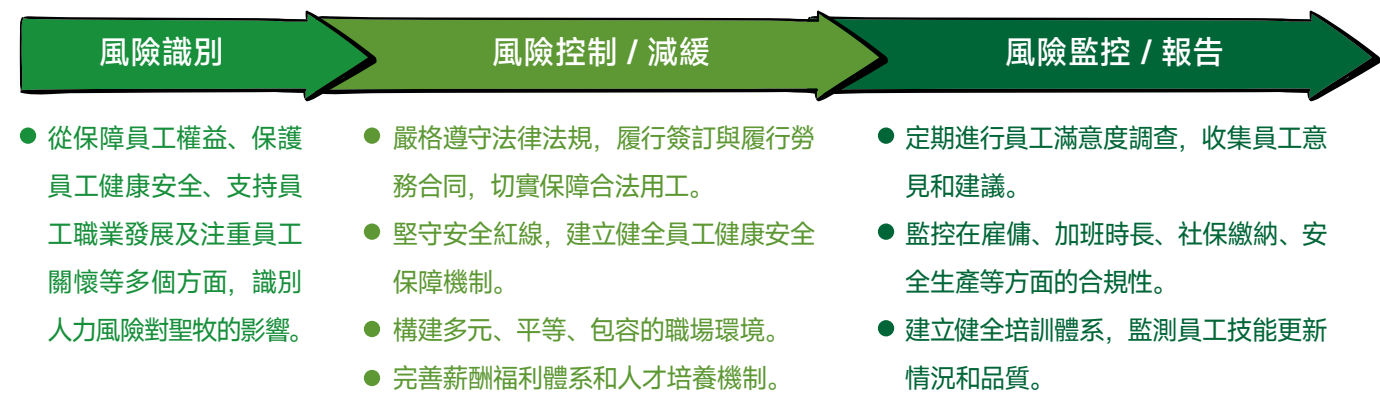 風險識別
從保障員工權益、保護
員工健康安全、支持員
工職業發展及注重員工
關懷等多個方面，識別
人力風險對聖牧的影響。
風險控制 / 減緩
嚴格遵守法律法規，履行簽訂與履行勞
務合同，切實保障合法用工。
堅守安全紅線，建立健全員工健康安全
保障機制。
構建多元、平等、包容的職場環境。
完善薪酬福利體系和人才培養機制。
風險監控 / 報告
定期進行員工滿意度調查，收集員工意
見和建議。
監控在雇傭、加班時長、社保繳納、安
全生產等方面的合規性。
建立健全培訓體系，監測員工技能更新
情況和品質。